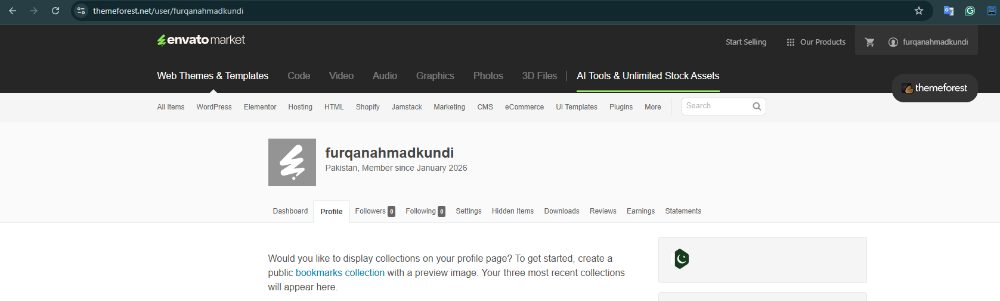 themeforest.net/user/furqanahmadkundi
envato market
Start Selling
Our Products
furqanahmadkundi
Web Themes & Templates
Code
Video
Audio
Graphics
Photos
3D Files
AI Tools & Unlimited Stock Assets
themeforest
All Items
WordPress
Elementor
Hosting
HTML
Shopify
Jamstack
Marketing
CMS
eCommerce
UI Templates
Plugins
More
Search
furqanahmadkundi
Pakistan, Member since January 2026
Dashboard
Profile
Followers 0
Following 0
Settings
Hidden Items
Downloads
Reviews
Earnings
Statements
Would you like to display collections on your profile page? To get started, create a
public bookmarks collection with a preview image. Your three most recent collections
will appear here.